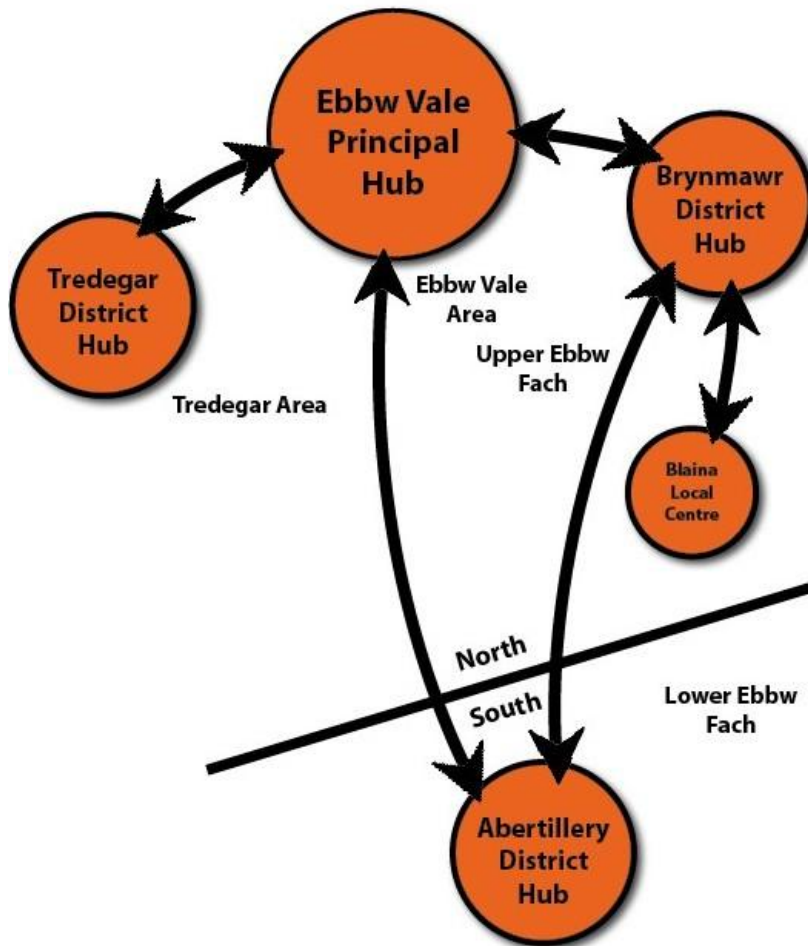 Ebbw Vale
Principal
Hub
Brynmawr
District
Hub
Tredegar
District
Hub
Ebbw Vale
Area
Upper Ebbw
Fach
Tredegar Area
Blaina
Local
Centre
North
South
Lower Ebbw
Fach
Abertillery
District
Hub